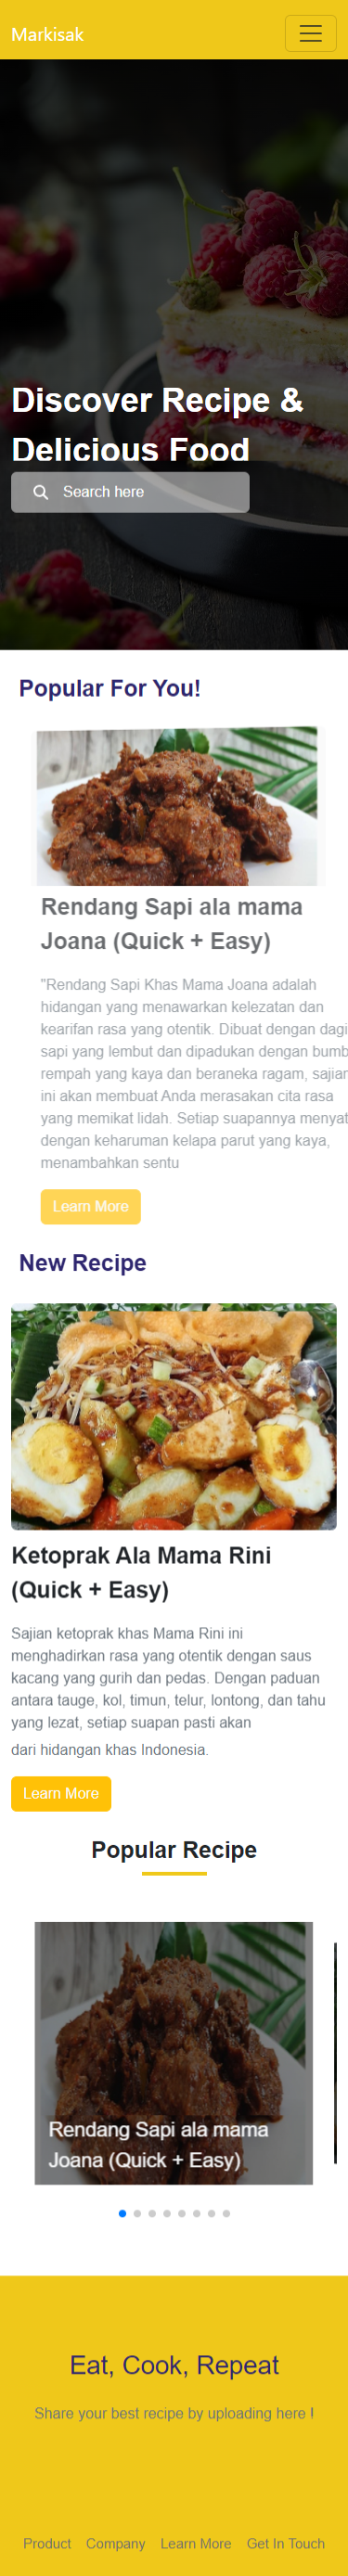 Markisak
Discover Recipe &
Delicious Food
Search here
Popular For You!
Rendang Sapi ala mama
Joana (Quick + Easy)
"Rendang Sapi Khas Mama Joana adalah
hidangan yang menawarkan kelezatan dan
kearifan rasa yang otentik. Dibuat dengan dagi
sapi yang lembut dan dipadukan dengan bumb
rempah yang kaya dan beraneka ragam, sajian
ini akan membuat Anda merasakan cita rasa
yang memikat lidah. Setiap suapannya menyat
dengan keharuman kelapa parut yang kaya,
menambahkan sentu
Learn More
New Recipe
Ketoprak Ala Mama Rini
(Quick + Easy)
Sajian ketoprak khas Mama Rini ini
menghadirkan rasa yang otentik dengan saus
kacang yang gurih dan pedas. Dengan paduan
antara tauge, kol, timun, telur, lontong, dan tahu
yang lezat, setiap suapan pasti akan
dari hidangan khas Indonesia.
Learn More
Popular Recipe
Rendang Sapi ala mama
Joana (Quick + Easy)
Eat, Cook, Repeat
Share your best recipe by uploading here !
Product Company Learn More Get In Touch